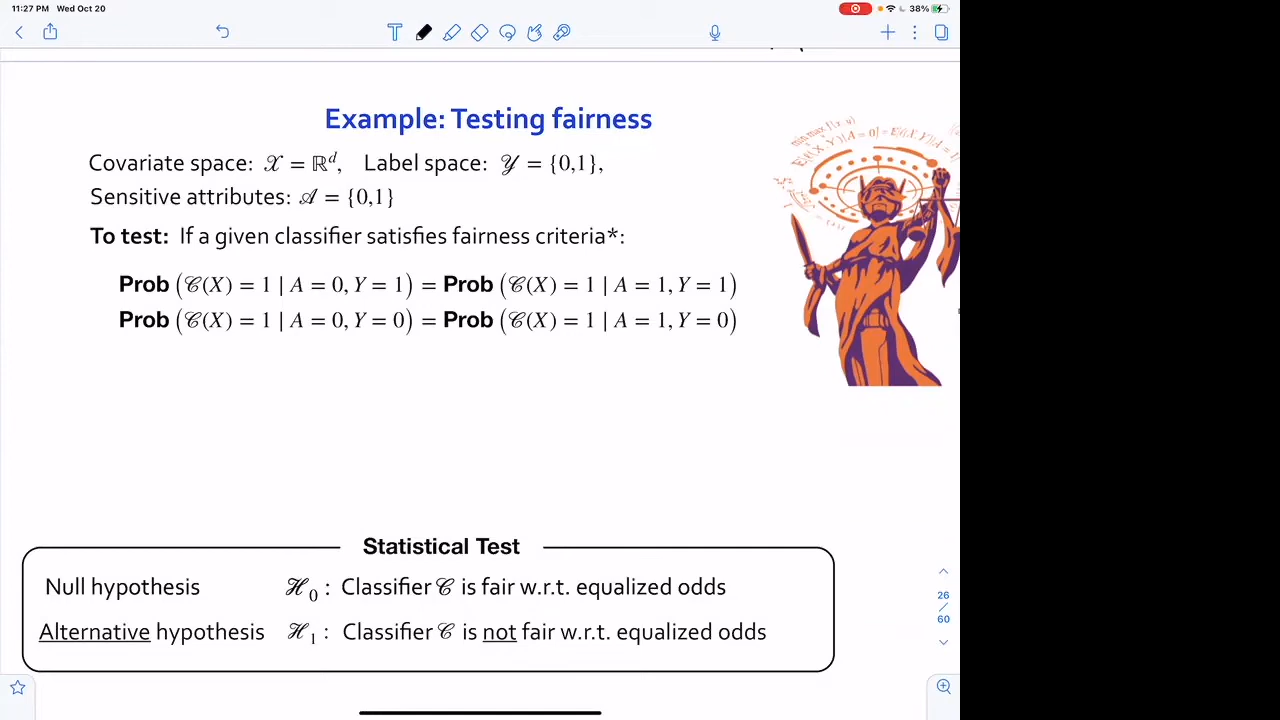 11:27 PM Wed Oct 20
38%
Example: Testing fairness
Covariate space: 𝒳 = ℝᵈ, Label space: 𝒴 = {0,1},
Sensitive attributes: 𝒜 = {0,1}
To test: If a given classifier satisfies fairness criteria*:
Prob (𝒞(X) = 1 | A = 0, Y = 1) = Prob (𝒞(X) = 1 | A = 1, Y = 1)
Prob (𝒞(X) = 1 | A = 0, Y = 0) = Prob (𝒞(X) = 1 | A = 1, Y = 0)
Statistical Test
Null hypothesis ℋ₀ : Classifier 𝒞 is fair w.r.t. equalized odds
Alternative hypothesis ℋ₁ : Classifier 𝒞 is not fair w.r.t. equalized odds
26
/
60